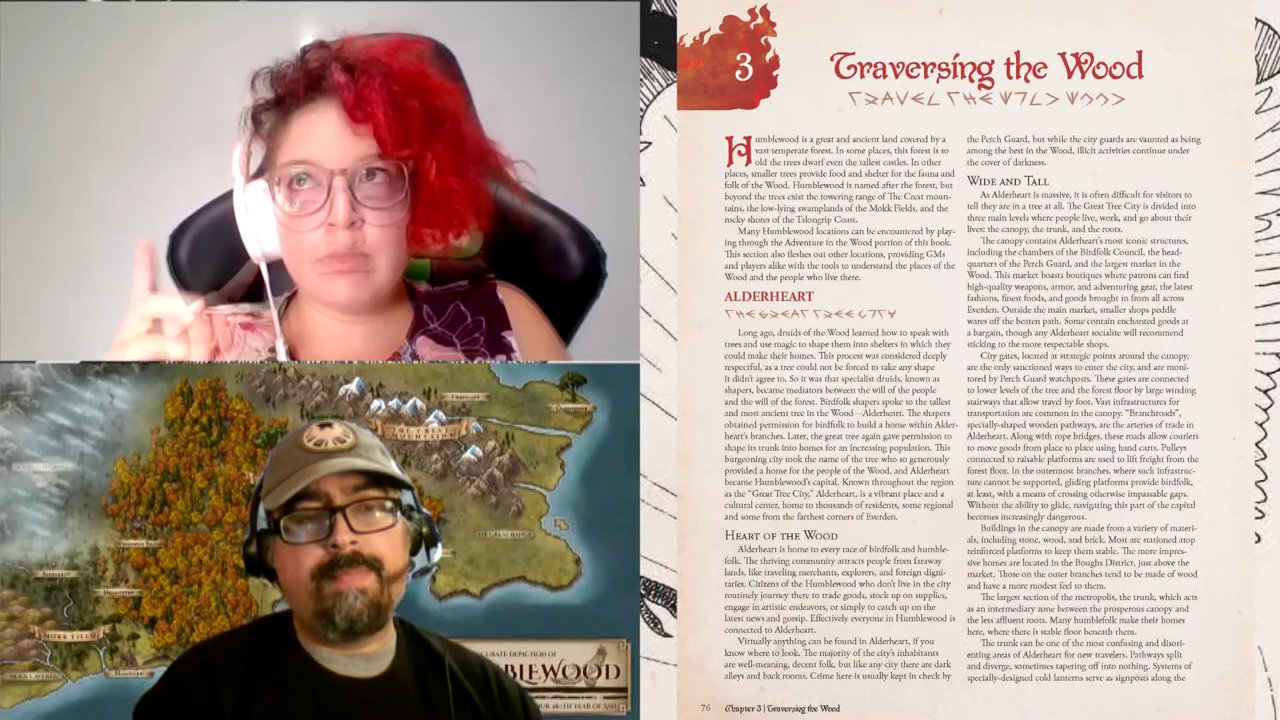 THE GREAT
MOUNTAINS
MOKK FIELDS
CURATE DEPICTION OF
BLEWOOD
3
Traversing the Wood
Humblewood is a great and ancient land covered by a
vast temperate forest. In some places, this forest is so
old the trees dwarf even the tallest castles. In other
places, smaller trees provide food and shelter for the fauna and
folk of the Wood. Humblewood is named after the forest, but
beyond the trees exist the towering range of The Crest moun-
tains, the low-lying swamplands of the Mokk Fields, and the
rocky shores of the Talongrip Coast.
Many Humblewood locations can be encountered by play-
ing through the Adventure in the Wood portion of this book.
This section also fleshes out other locations, providing GMs
and players alike with the tools to understand the places of the
Wood and the people who live there.
ALDERHEART
Long ago, druids of the Wood learned how to speak with
trees and use magic to shape them into shelters in which they
could make their homes. This process was considered deeply
respectful, as a tree could not be forced to take any shape
it didn't agree to. So it was that specialist druids, known as
shapers, became mediators between the will of the people
and the will of the forest. Birdfolk shapers spoke to the tallest
and most ancient tree in the Wood—Alderheart. The shapers
obtained permission for birdfolk to build a home within Alder-
heart's branches. Later, the great tree again gave permission to
shape its trunk into homes for an increasing population. This
burgeoning city took the name of the tree who so generously
provided a home for the people of the Wood, and Alderheart
became Humblewood's capital. Known throughout the region
as the “Great Tree City,” Alderheart, is a vibrant place and a
cultural center, home to thousands of residents, some regional
and some from the farthest corners of Everden.
Heart of the Wood
Alderheart is home to every race of birdfolk and humble-
folk. The thriving community attracts people from faraway
lands, like traveling merchants, explorers, and foreign digni-
taries. Citizens of the Humblewood who don't live in the city
routinely journey there to trade goods, stock up on supplies,
engage in artistic endeavors, or simply to catch up on the
latest news and gossip. Effectively everyone in Humblewood is
connected to Alderheart.
Virtually anything can be found in Alderheart, if you
know where to look. The majority of the city's inhabitants
are well-meaning, decent folk, but like any city there are dark
alleys and back rooms. Crime here is usually kept in check by
the Perch Guard, but while the city guards are vaunted as being
among the best in the Wood, illicit activities continue under
the cover of darkness.
Wide and Tall
As Alderheart is massive, it is often difficult for visitors to
tell they are in a tree at all. The Great Tree City is divided into
three main levels where people live, work, and go about their
lives: the canopy, the trunk, and the roots.
The canopy contains Alderheart's most iconic structures,
including the chambers of the Birdfolk Council, the head-
quarters of the Perch Guard, and the largest market in the
Wood. This market boasts boutiques where patrons can find
high-quality weapons, armor, and adventuring gear, the latest
fashions, finest foods, and goods brought in from all across
Everden. Outside the main market, smaller shops peddle
wares off the beaten path. Some contain enchanted goods at
a bargain, though any Alderheart socialite will recommend
sticking to the more respectable shops.
City gates, located at strategic points around the canopy,
are the only sanctioned ways to enter the city, and are moni-
tored by Perch Guard watchposts. These gates are connected
to lower levels of the tree and the forest floor by large winding
stairways that allow travel by foot. Vast infrastructures for
transportation are common in the canopy. “Branchroads”,
specially-shaped wooden pathways, are the arteries of trade in
Alderheart. Along with rope bridges, these roads allow couriers
to move goods from place to place using hand carts. Pulleys
connected to raisable platforms are used to lift freight from the
forest floor. In the outermost branches, where such infrastruc-
ture cannot be supported, gliding platforms provide birdfolk,
at least, with a means of crossing otherwise impassable gaps.
Without the ability to glide, navigating this part of the capital
becomes increasingly dangerous.
Buildings in the canopy are made from a variety of materi-
als, including stone, wood, and brick. Most are stationed atop
reinforced platforms to keep them stable. The more impres-
sive homes are located in the Boughs District, just above the
market. Those on the outer branches tend to be made of wood
and have a more modest feel to them.
The largest section of the metropolis, the trunk, which acts
as an intermediary zone between the prosperous canopy and
the less affluent roots. Many humblefolk make their homes
here, where there is stable floor beneath them.
The trunk can be one of the most confusing and disori-
enting areas of Alderheart for new travelers. Pathways split
and diverge, sometimes tapering off into nothing. Systems of
specially-designed cold lanterns serve as signposts along the
76 Chapter 3 | Traversing the Wood